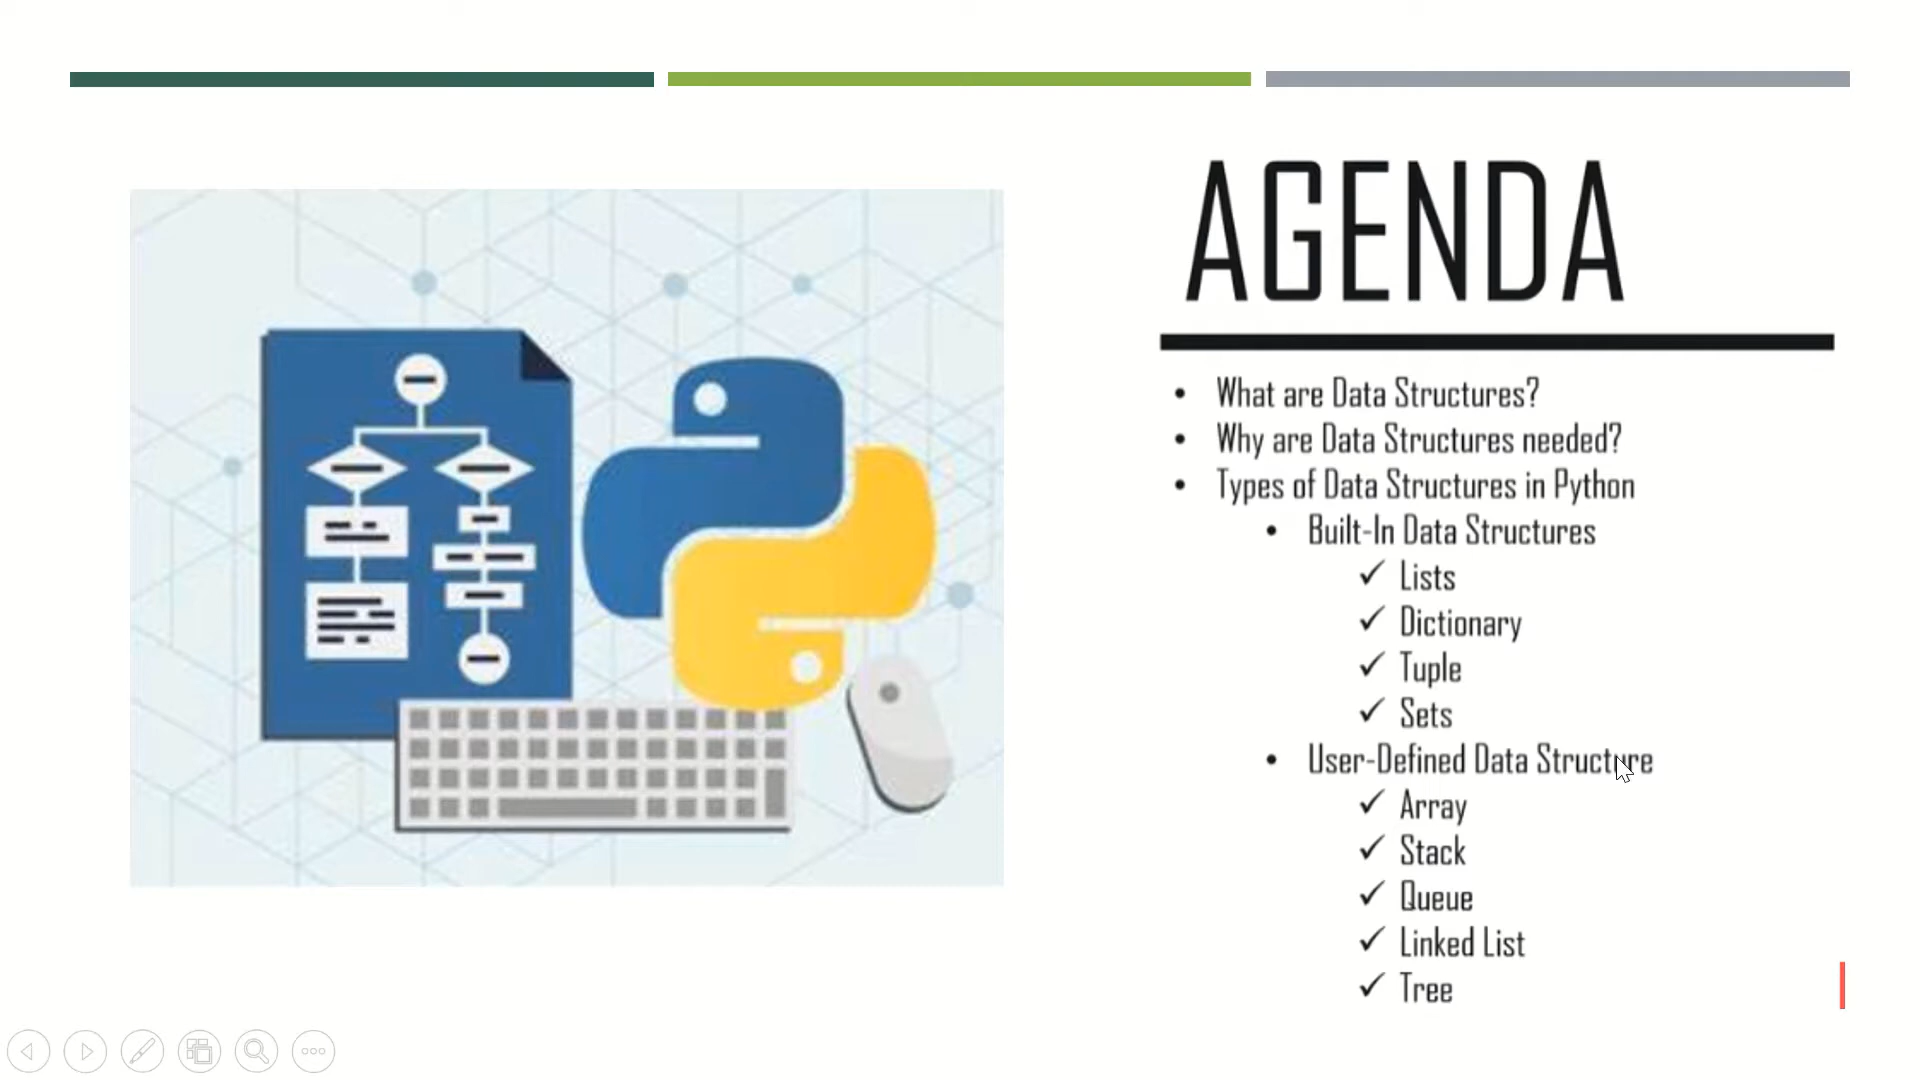 AGENDA
• What are Data Structures?
• Why are Data Structures needed?
• Types of Data Structures in Python
• Built-In Data Structures
✓ Lists
✓ Dictionary
✓ Tuple
✓ Sets
• User-Defined Data Structure
✓ Array
✓ Stack
✓ Queue
✓ Linked List
✓ Tree